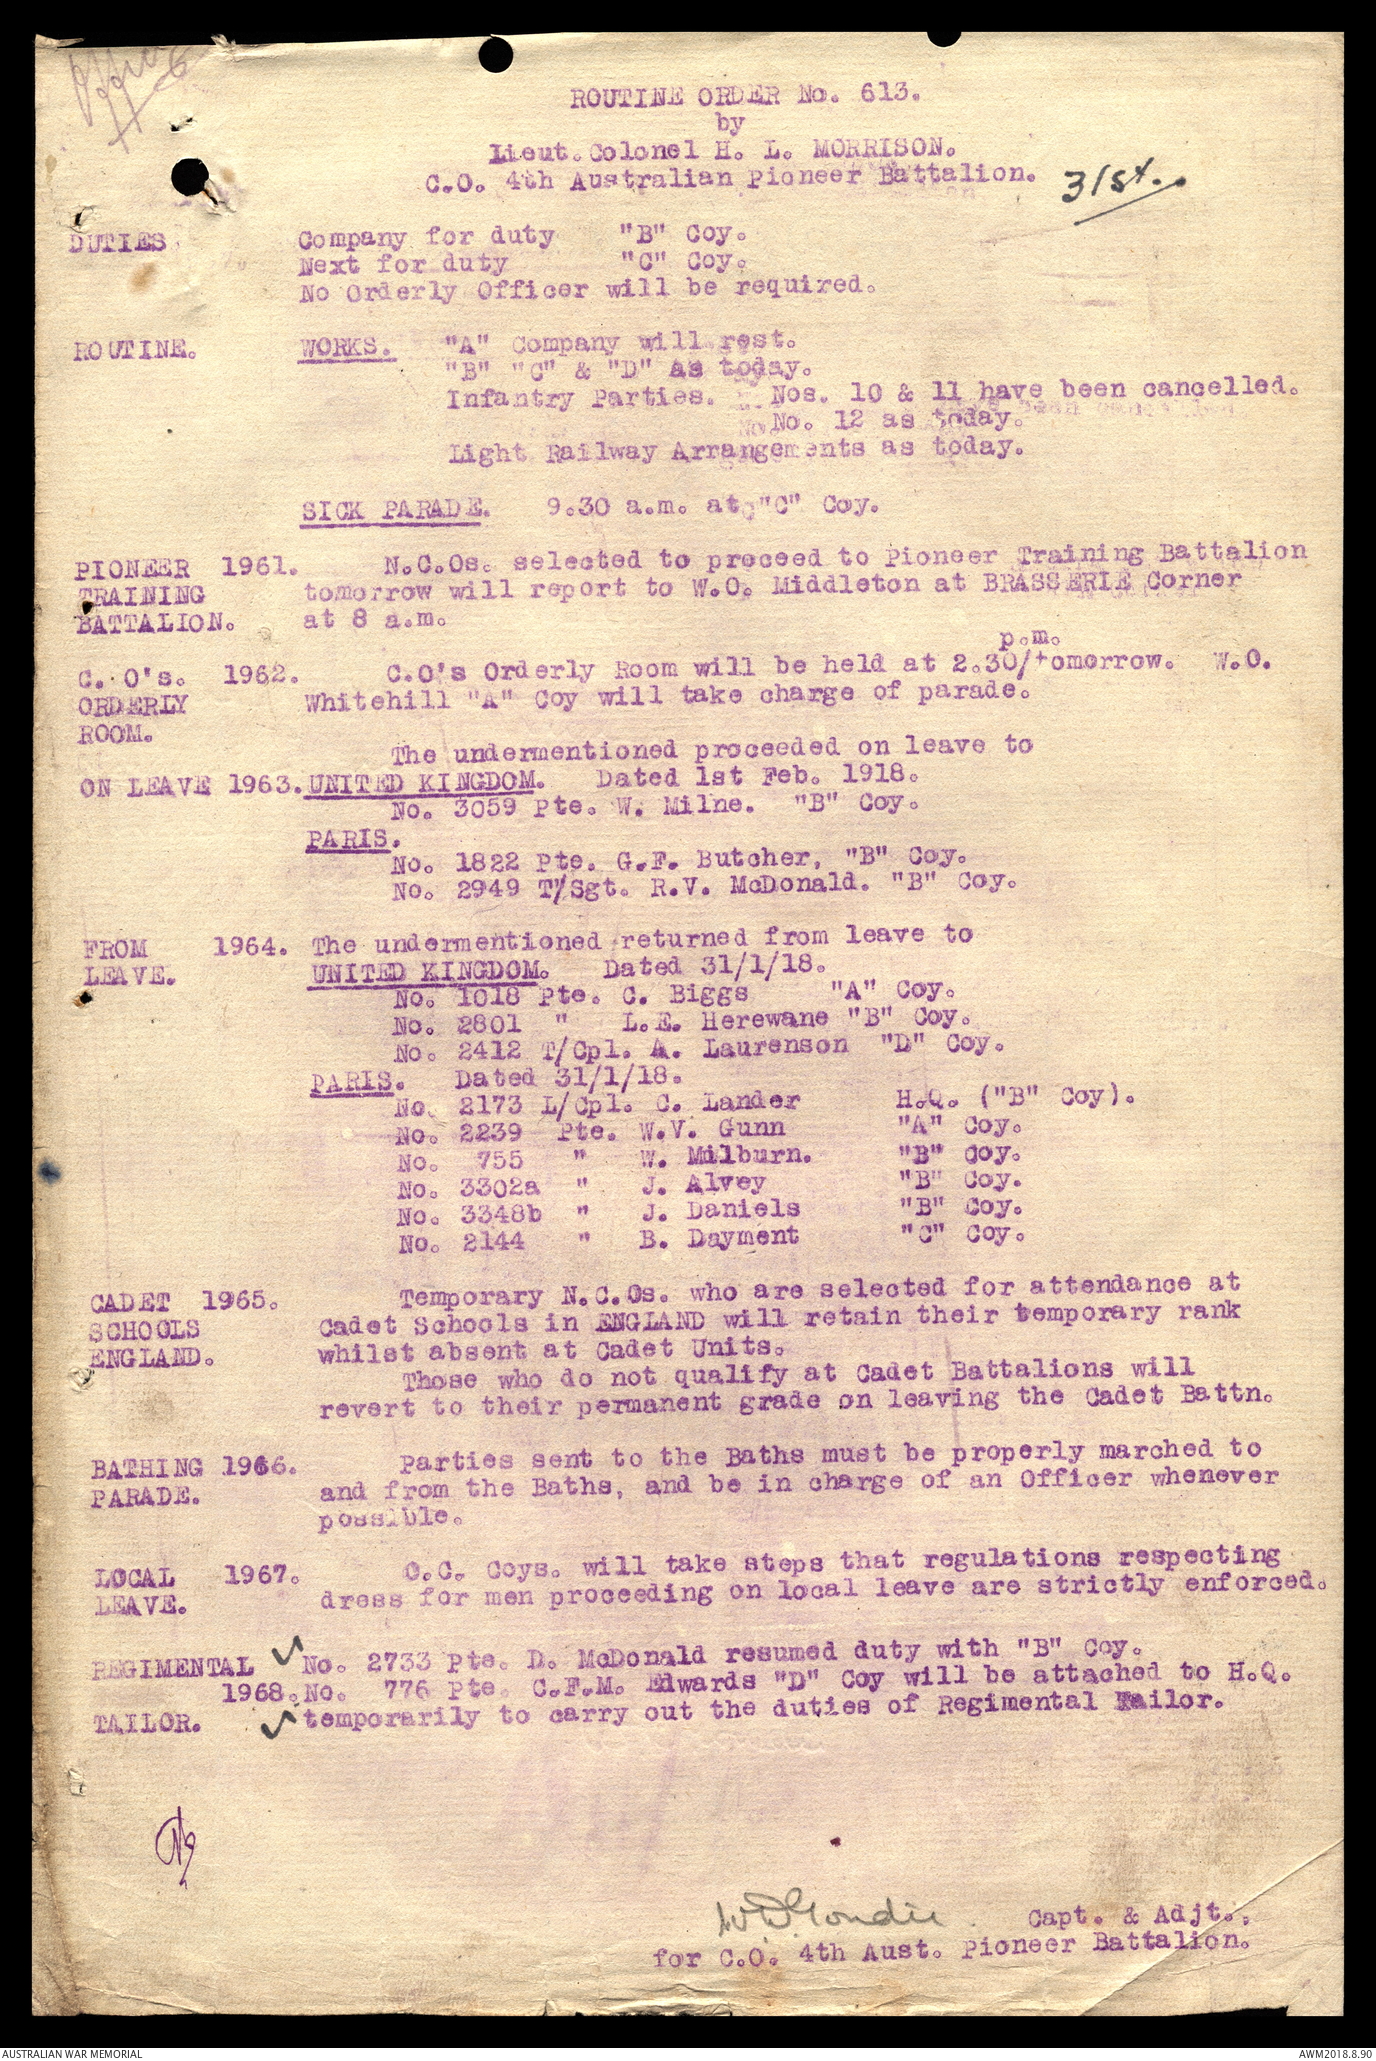 ROUTINE ORDER No. 613.
by
Lieut.Colonel H. L. MORRISON.
C.O. 4th Australian Pioneer Battalion. 31st.
DUTIES Company for duty "B" Coy.
Next for duty "C" Coy.
No Orderly Officer will be required.
ROUTINE. WORKS. "A" Company will rest.
"B" "C" & "D" as today.
Infantry Parties. Nos. 10 & 11 have been cancelled.
No. 12 as today.
Light Railway Arrangements as today.
SICK PARADE. 9.30 a.m. at "C" Coy.
PIONEER 1961. N.C.Os. selected to proceed to Pioneer Training Battalion
TRAINING tomorrow will report to W.O. Middleton at BRASSERIE Corner
BATTALION. at 8 a.m.
p.m.
C. O's. 1962. C.O's Orderly Room will be held at 2.30/tomorrow. W.O.
ORDERLY Whitehill "A" Coy will take charge of parade.
ROOM.
The undermentioned proceeded on leave to
ON LEAVE 1963. UNITED KINGDOM. Dated 1st Feb. 1918.
No. 3059 Pte. W. Milne. "B" Coy.
PARIS.
No. 1822 Pte. G.F. Butcher, "B" Coy.
No. 2949 T/Sgt. R.V. McDonald. "B" Coy.
FROM 1964. The undermentioned returned from leave to
LEAVE. UNITED KINGDOM. Dated 31/1/18.
No. 1018 Pte. C. Biggs "A" Coy.
No. 2801 " L.E. Herewane "B" Coy.
No. 2412 T/Cpl. A. Laurenson "D" Coy.
PARIS. Dated 31/1/18.
No. 2173 L/Cpl. C. Lander H.Q. ("B" Coy).
No. 2239 Pte. W.V. Gunn "A" Coy.
No. 755 " W. Milburn. "B" Coy.
No. 3302a " J. Alvey "B" Coy.
No. 3348b " J. Daniels "B" Coy.
No. 2144 " B. Dayment "C" Coy.
CADET 1965. Temporary N.C.Os. who are selected for attendance at
SCHOOLS Cadet Schools in ENGLAND will retain their temporary rank
ENGLAND. whilst absent at Cadet Units.
Those who do not qualify at Cadet Battalions will
revert to their permanent grade on leaving the Cadet Battn.
BATHING 1966. Parties sent to the Baths must be properly marched to
PARADE. and from the Baths, and be in charge of an Officer whenever
possible.
LOCAL 1967. O.C. Coys. will take steps that regulations respecting
LEAVE. dress for men proceeding on local leave are strictly enforced.
REGIMENTAL ✓ No. 2733 Pte. D. McDonald resumed duty with "B" Coy.
1968. No. 776 Pte. C.F.M. Edwards "D" Coy will be attached to H.Q.
TAILOR. ✓ temporarily to carry out the duties of Regimental Tailor.
Capt. & Adjt.,
for C.O. 4th Aust. Pioneer Battalion.
AUSTRALIAN WAR MEMORIAL AWM2018.8.90